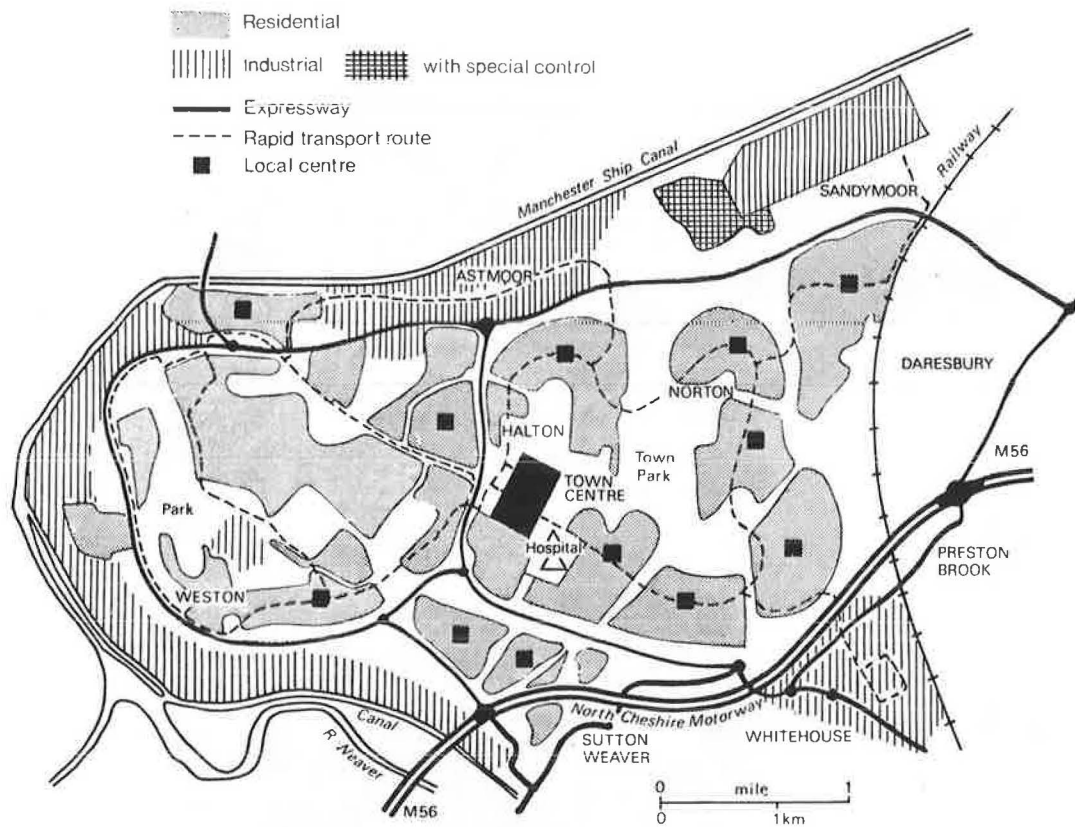 Residential
Industrial
with special control
Expressway
Rapid transport route
Local centre
Manchester Ship Canal
Railway
SANDYMOOR
ASTMOOR
DARESBURY
NORTON
HALTON
Town
Park
TOWN
CENTRE
M56
Park
Hospital
PRESTON
BROOK
WESTON
North Cheshire Motorway
Canal
R Weaver
SUTTON
WEAVER
WHITEHOUSE
M56
0 mile 1
0 1km